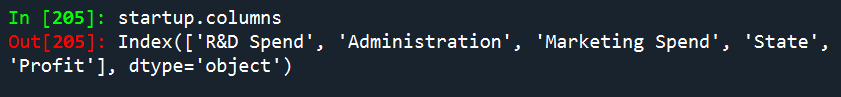 In [205]: startup.columns
Out[205]: Index(['R&D Spend', 'Administration', 'Marketing Spend', 'State',
'Profit'], dtype='object')